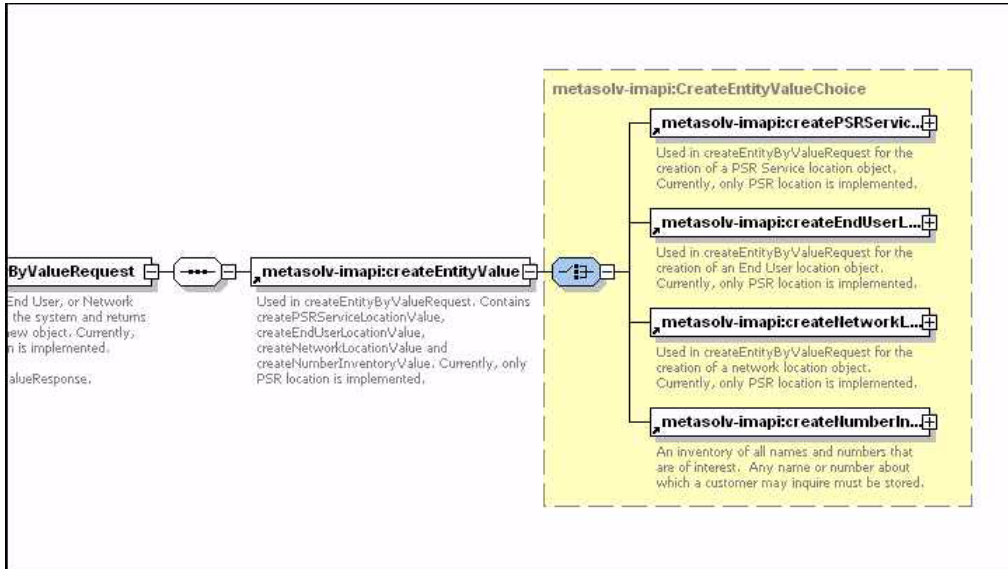 metasolv-imapi:CreateEntityValueChoice
metasolv-imapi:createPSRServic...
Used in createEntityByValueRequest for the
creation of a PSR Service location object.
Currently, only PSR location is implemented.
metasolv-imapi:createEndUserL...
Used in createEntityByValueRequest for the
creation of an End User location object.
Currently, only PSR location is implemented.
ByValueRequest
End User, or Network
the system and returns
ew object. Currently,
n is implemented.
alueResponse.
metasolv-imapi:createEntityValue
Used in createEntityByValueRequest. Contains
createPSRServiceLocationValue,
createEndUserLocationValue,
createNetworkLocationValue and
createNumberInventoryValue. Currently, only
PSR location is implemented.
metasolv-imapi:createNetworkL...
Used in createEntityByValueRequest for the
creation of a network location object.
Currently, only PSR location is implemented.
metasolv-imapi:createNumberIn...
An inventory of all names and numbers that
are of interest. Any name or number about
which a customer may inquire must be stored.